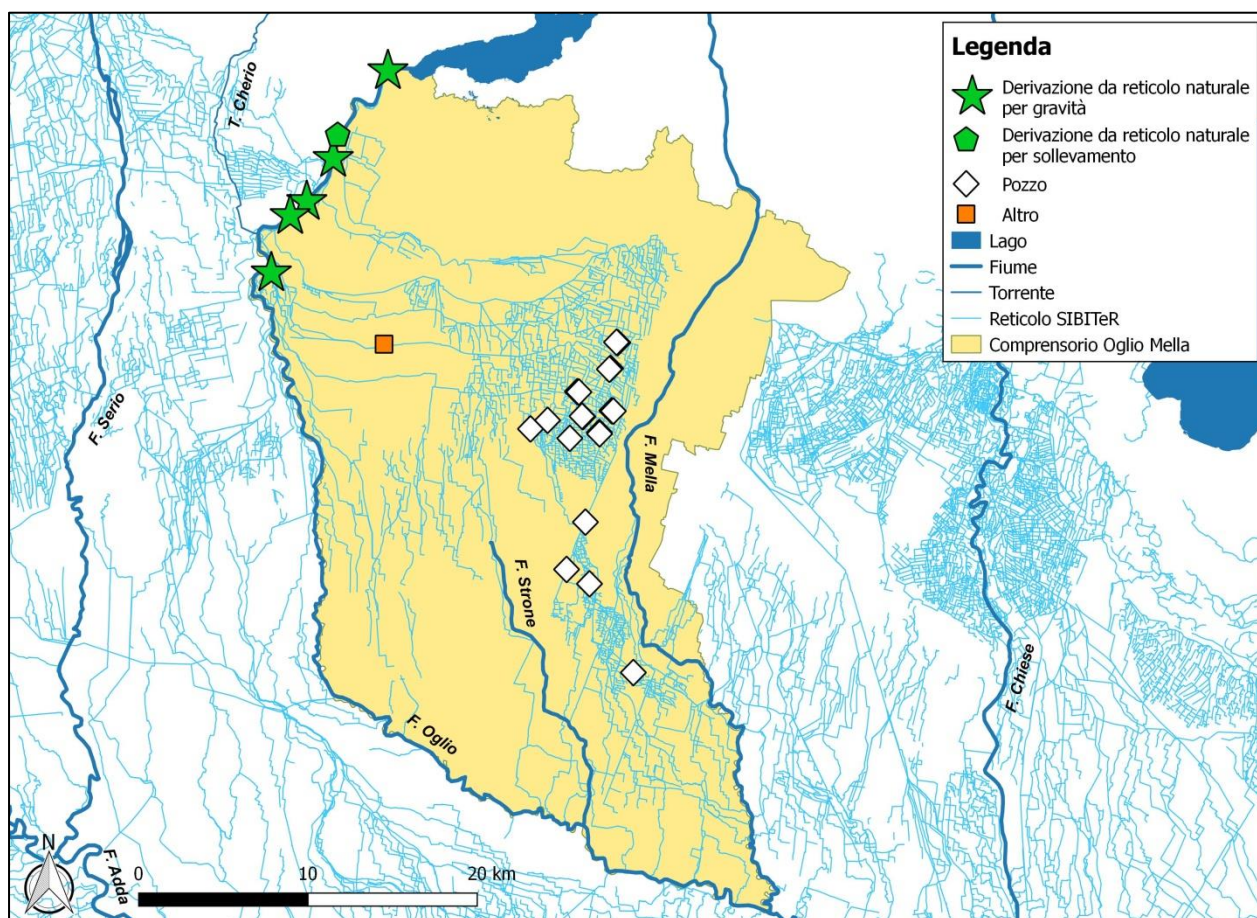 Legenda
Derivazione da reticolo naturale
per gravità
Derivazione da reticolo naturale
per sollevamento
Pozzo
Altro
Lago
Fiume
Torrente
Reticolo SIBITeR
Comprensorio Oglio Mella
T. Cherio
F. Serio
F. Mella
F. Strone
F. Chiese
F. Oglio
F. Adda
N
0
10
20 km